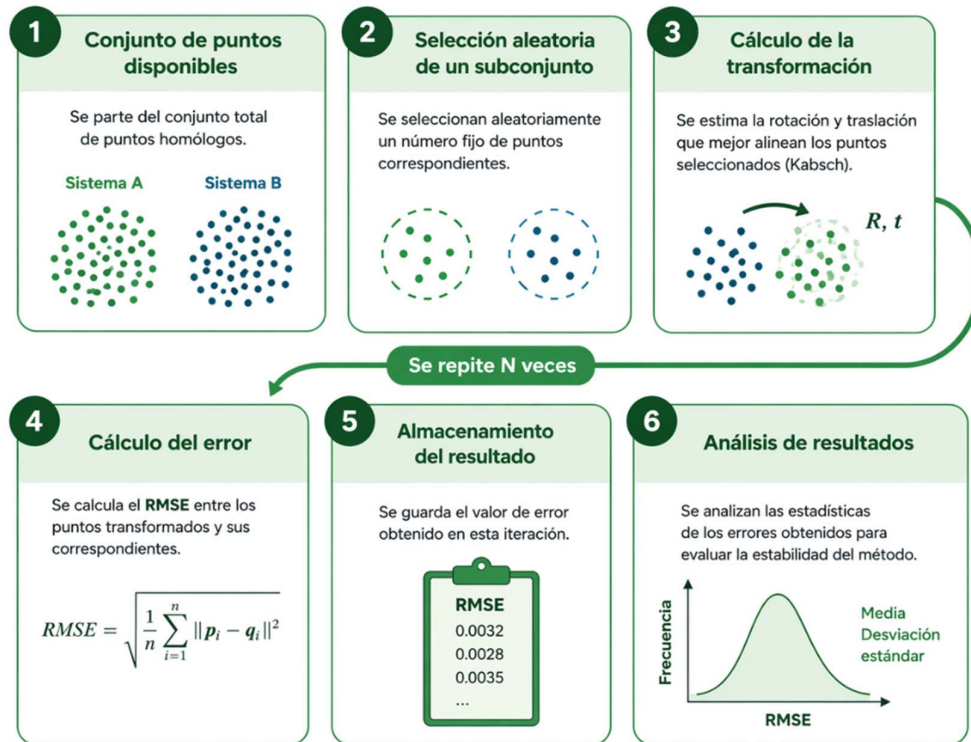 1
Conjunto de puntos
disponibles
Se parte del conjunto total
de puntos homólogos.
Sistema A
Sistema B
2
Selección aleatoria
de un subconjunto
Se seleccionan aleatoriamente
un número fijo de puntos
correspondientes.
3
Cálculo de la
transformación
Se estima la rotación y traslación
que mejor alinean los puntos
seleccionados (Kabsch).
R, t
Se repite N veces
4
Cálculo del error
Se calcula el RMSE entre los
puntos transformados y sus
correspondientes.
RMSE = √(1/n ∑_{i=1}^{n} ||p_i − q_i||²)
5
Almacenamiento
del resultado
Se guarda el valor de error
obtenido en esta iteración.
RMSE
0.0032
0.0028
0.0035
...
6
Análisis de resultados
Se analizan las estadísticas
de los errores obtenidos para
evaluar la estabilidad del método.
Frecuencia
Media
Desviación
estándar
RMSE